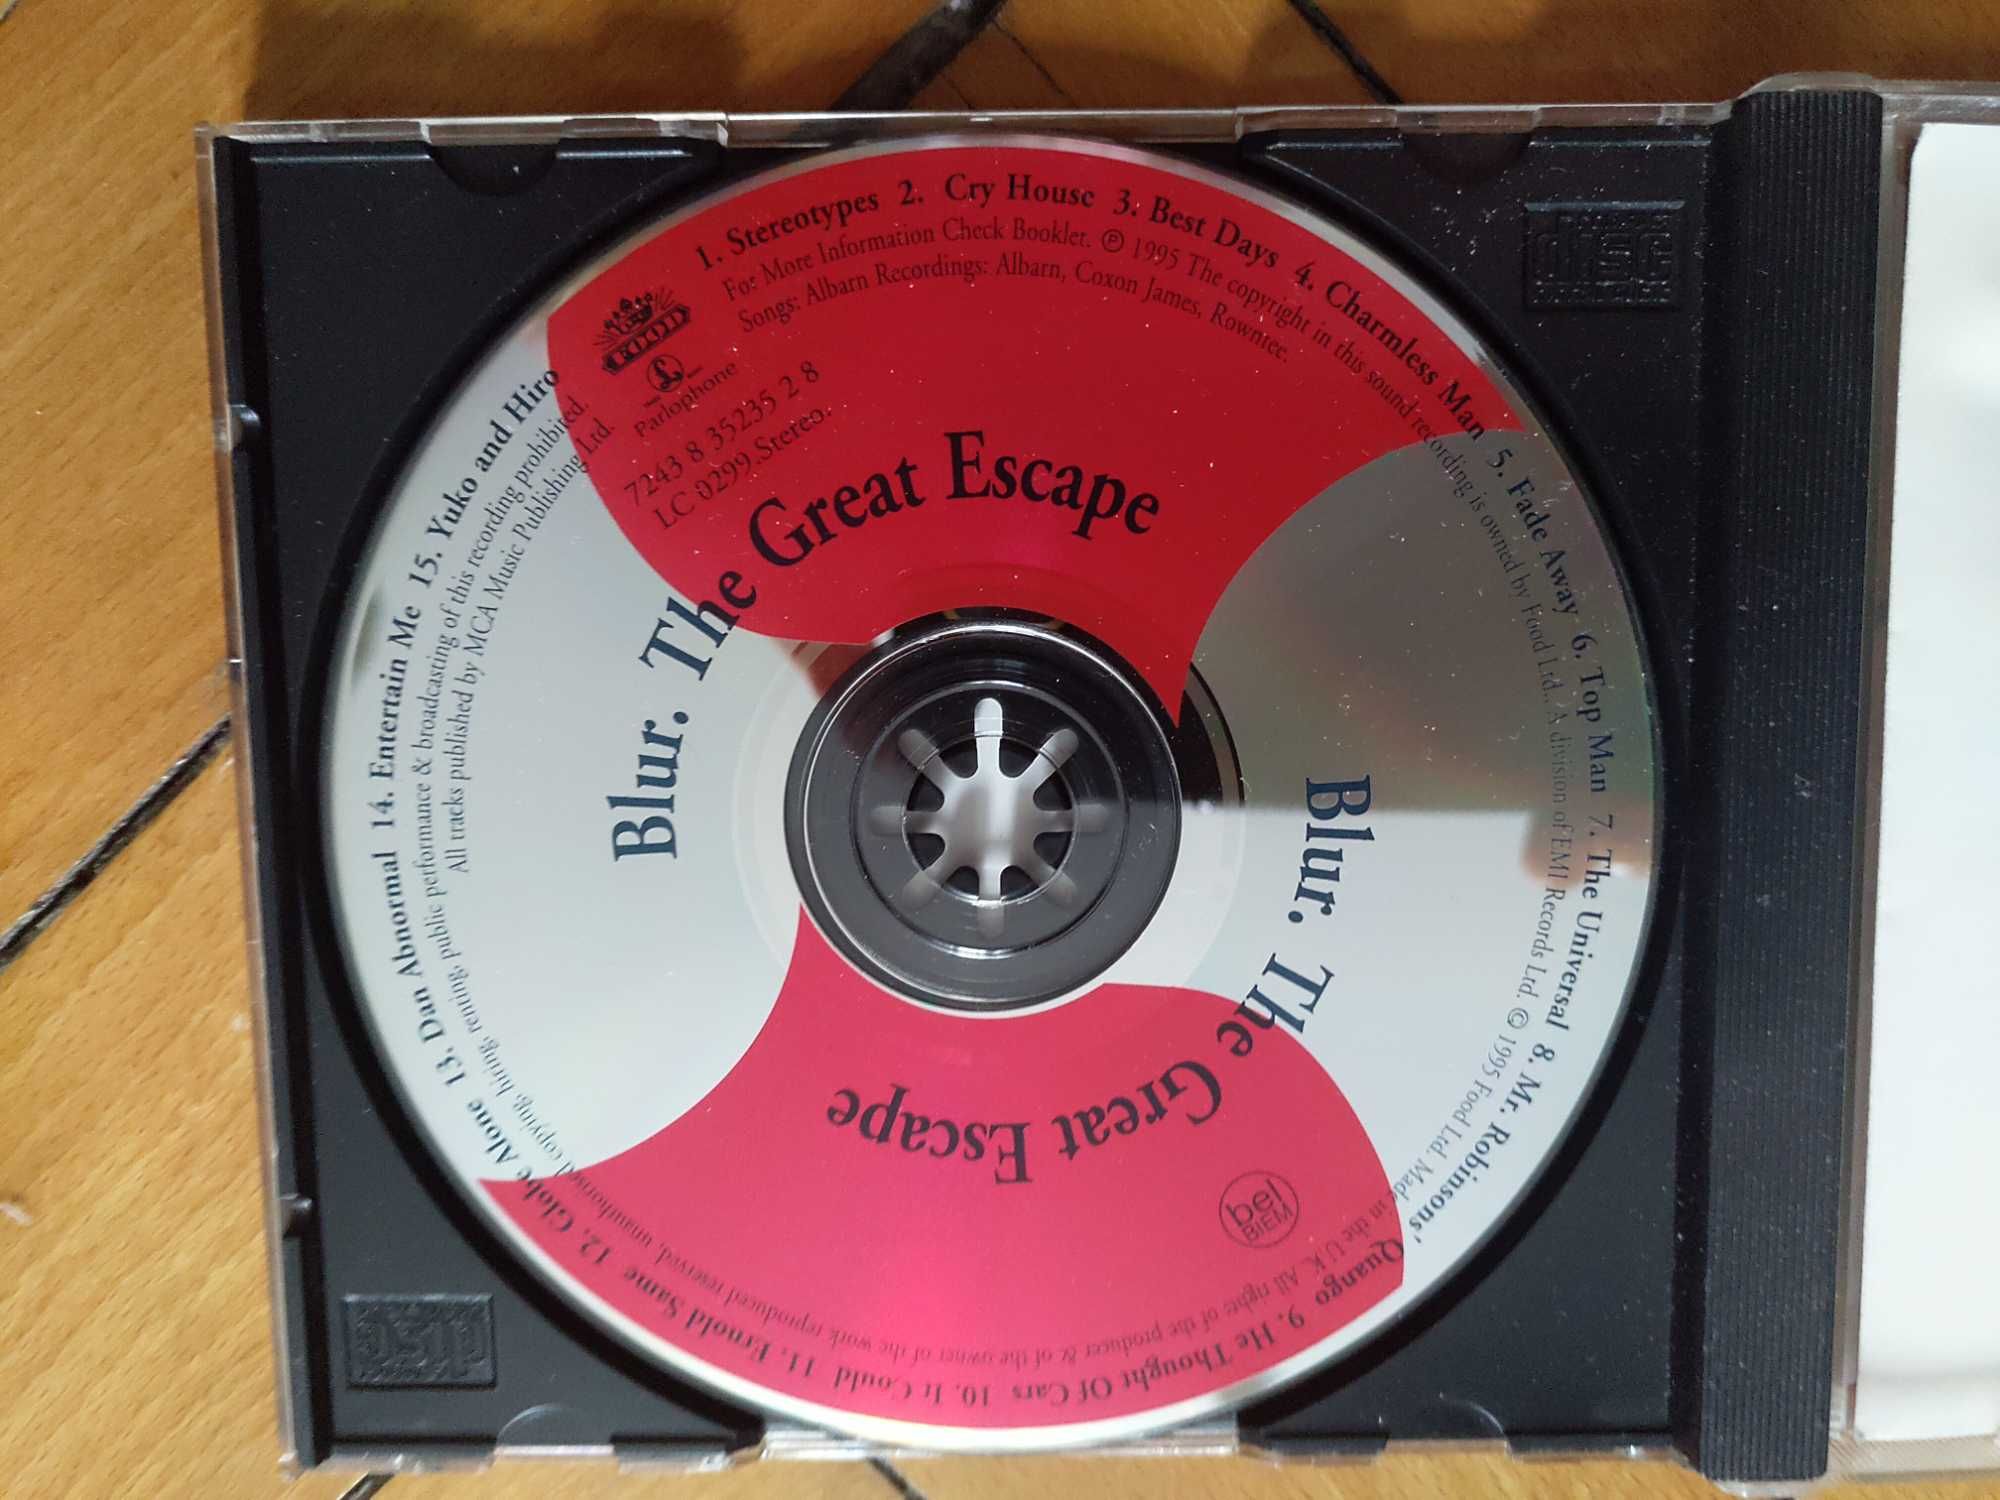 1. Stereotypes 2. Cry House 3. Best Days 4. Charmless Man 5. Fade Away 6. Top Man 7. The Universal 8. Mr. Robinsons' Quango 9. He Thought Of Cars 10. It Could 11. Ernold Same 12. Globe Alone 13. Dan Abnormal 14. Entertain Me 15. Yuko and Hiro
For More Information Check Booklet. ℗ 1995 The copyright in this sound recording is owned by Food Ltd., A division of EMI Records Ltd. © 1995 Food Ltd. Made in the U.K. All rights of the producer & of the owner of the work reproduced reserved, unauthorised copying, hiring, renting, public performance & broadcasting of this recording prohibited.
Songs: Albarn Recordings: Albarn, Coxon James, Rowntee.
All tracks published by MCA Music Publishing Ltd.
FOOD
£
Parlophone
7243 8 35235 2 8
LC 0299.Stereo.
Blur. The Great Escape
Blur. The Great Escape
bel
BIEM
disc
disc